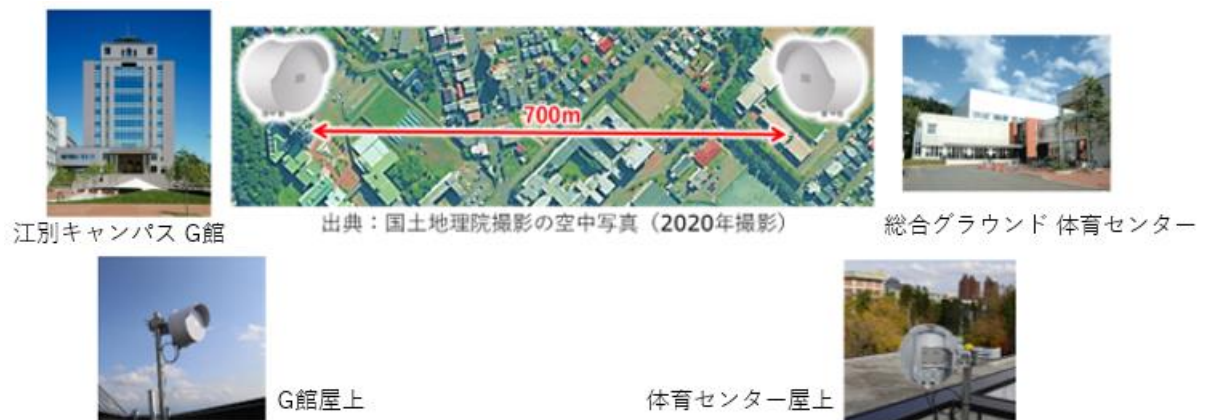 700m
出典：国土地理院撮影の空中写真（2020年撮影）
江別キャンパス G館
総合グラウンド 体育センター
G館屋上
体育センター屋上